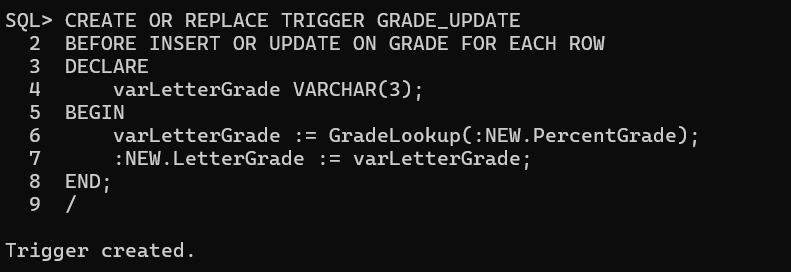 SQL> CREATE OR REPLACE TRIGGER GRADE_UPDATE
  2  BEFORE INSERT OR UPDATE ON GRADE FOR EACH ROW
  3  DECLARE
  4      varLetterGrade VARCHAR(3);
  5  BEGIN
  6      varLetterGrade := GradeLookup(:NEW.PercentGrade);
  7      :NEW.LetterGrade := varLetterGrade;
  8  END;
  9  /

Trigger created.